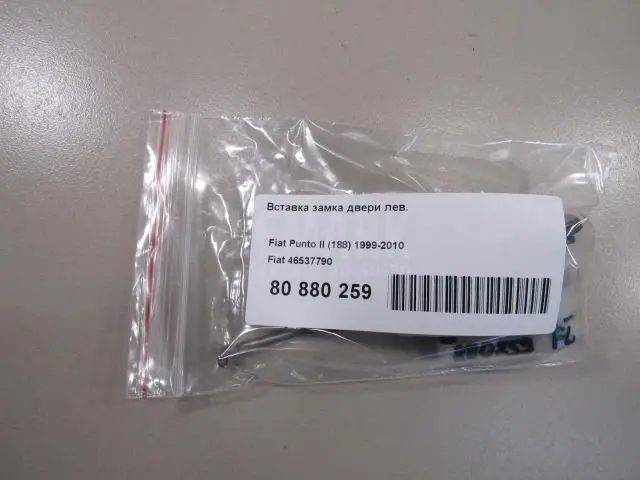 Вставка замка двери лев.
Fiat Punto II (188) 1999-2010
Fiat 46537790
80 880 259